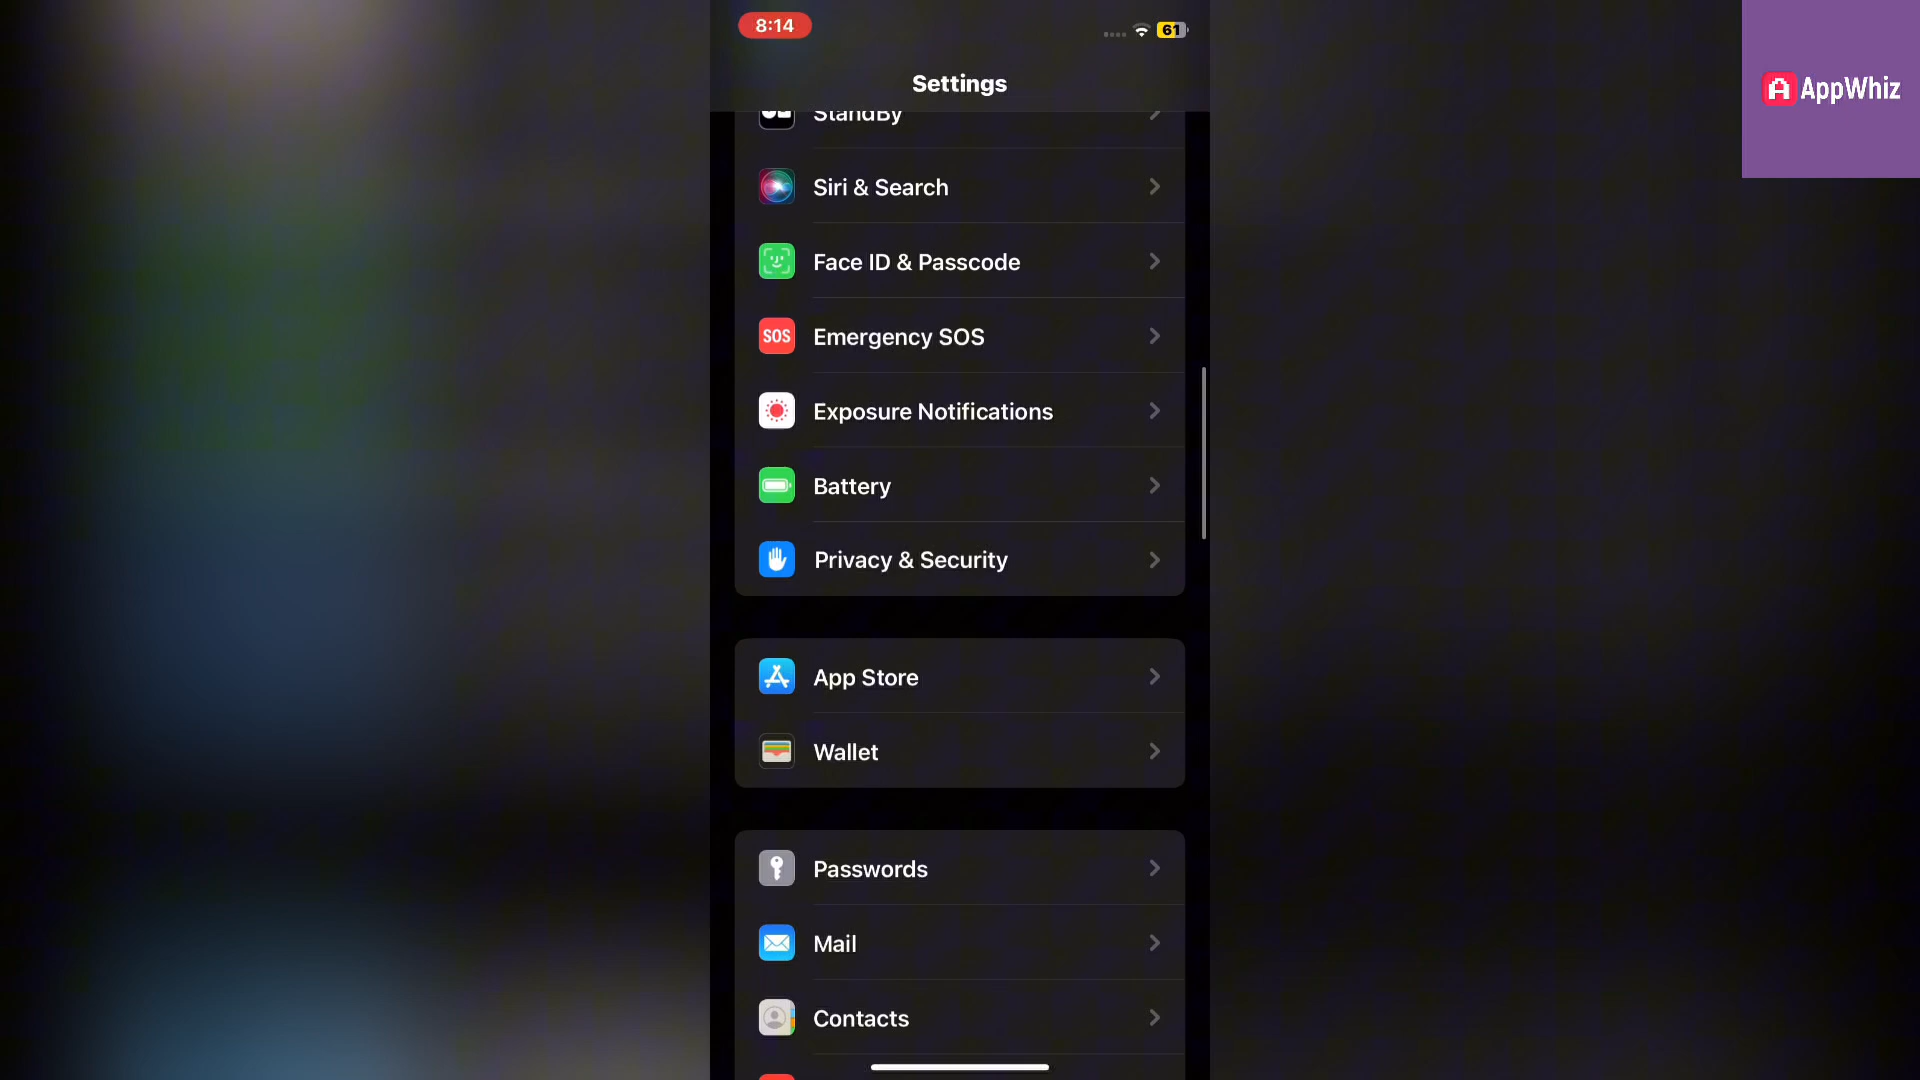 8:14
61
AppWhiz
Settings
StandBy
Siri & Search
Face ID & Passcode
SOS
Emergency SOS
Exposure Notifications
Battery
Privacy & Security
App Store
Wallet
Passwords
Mail
Contacts